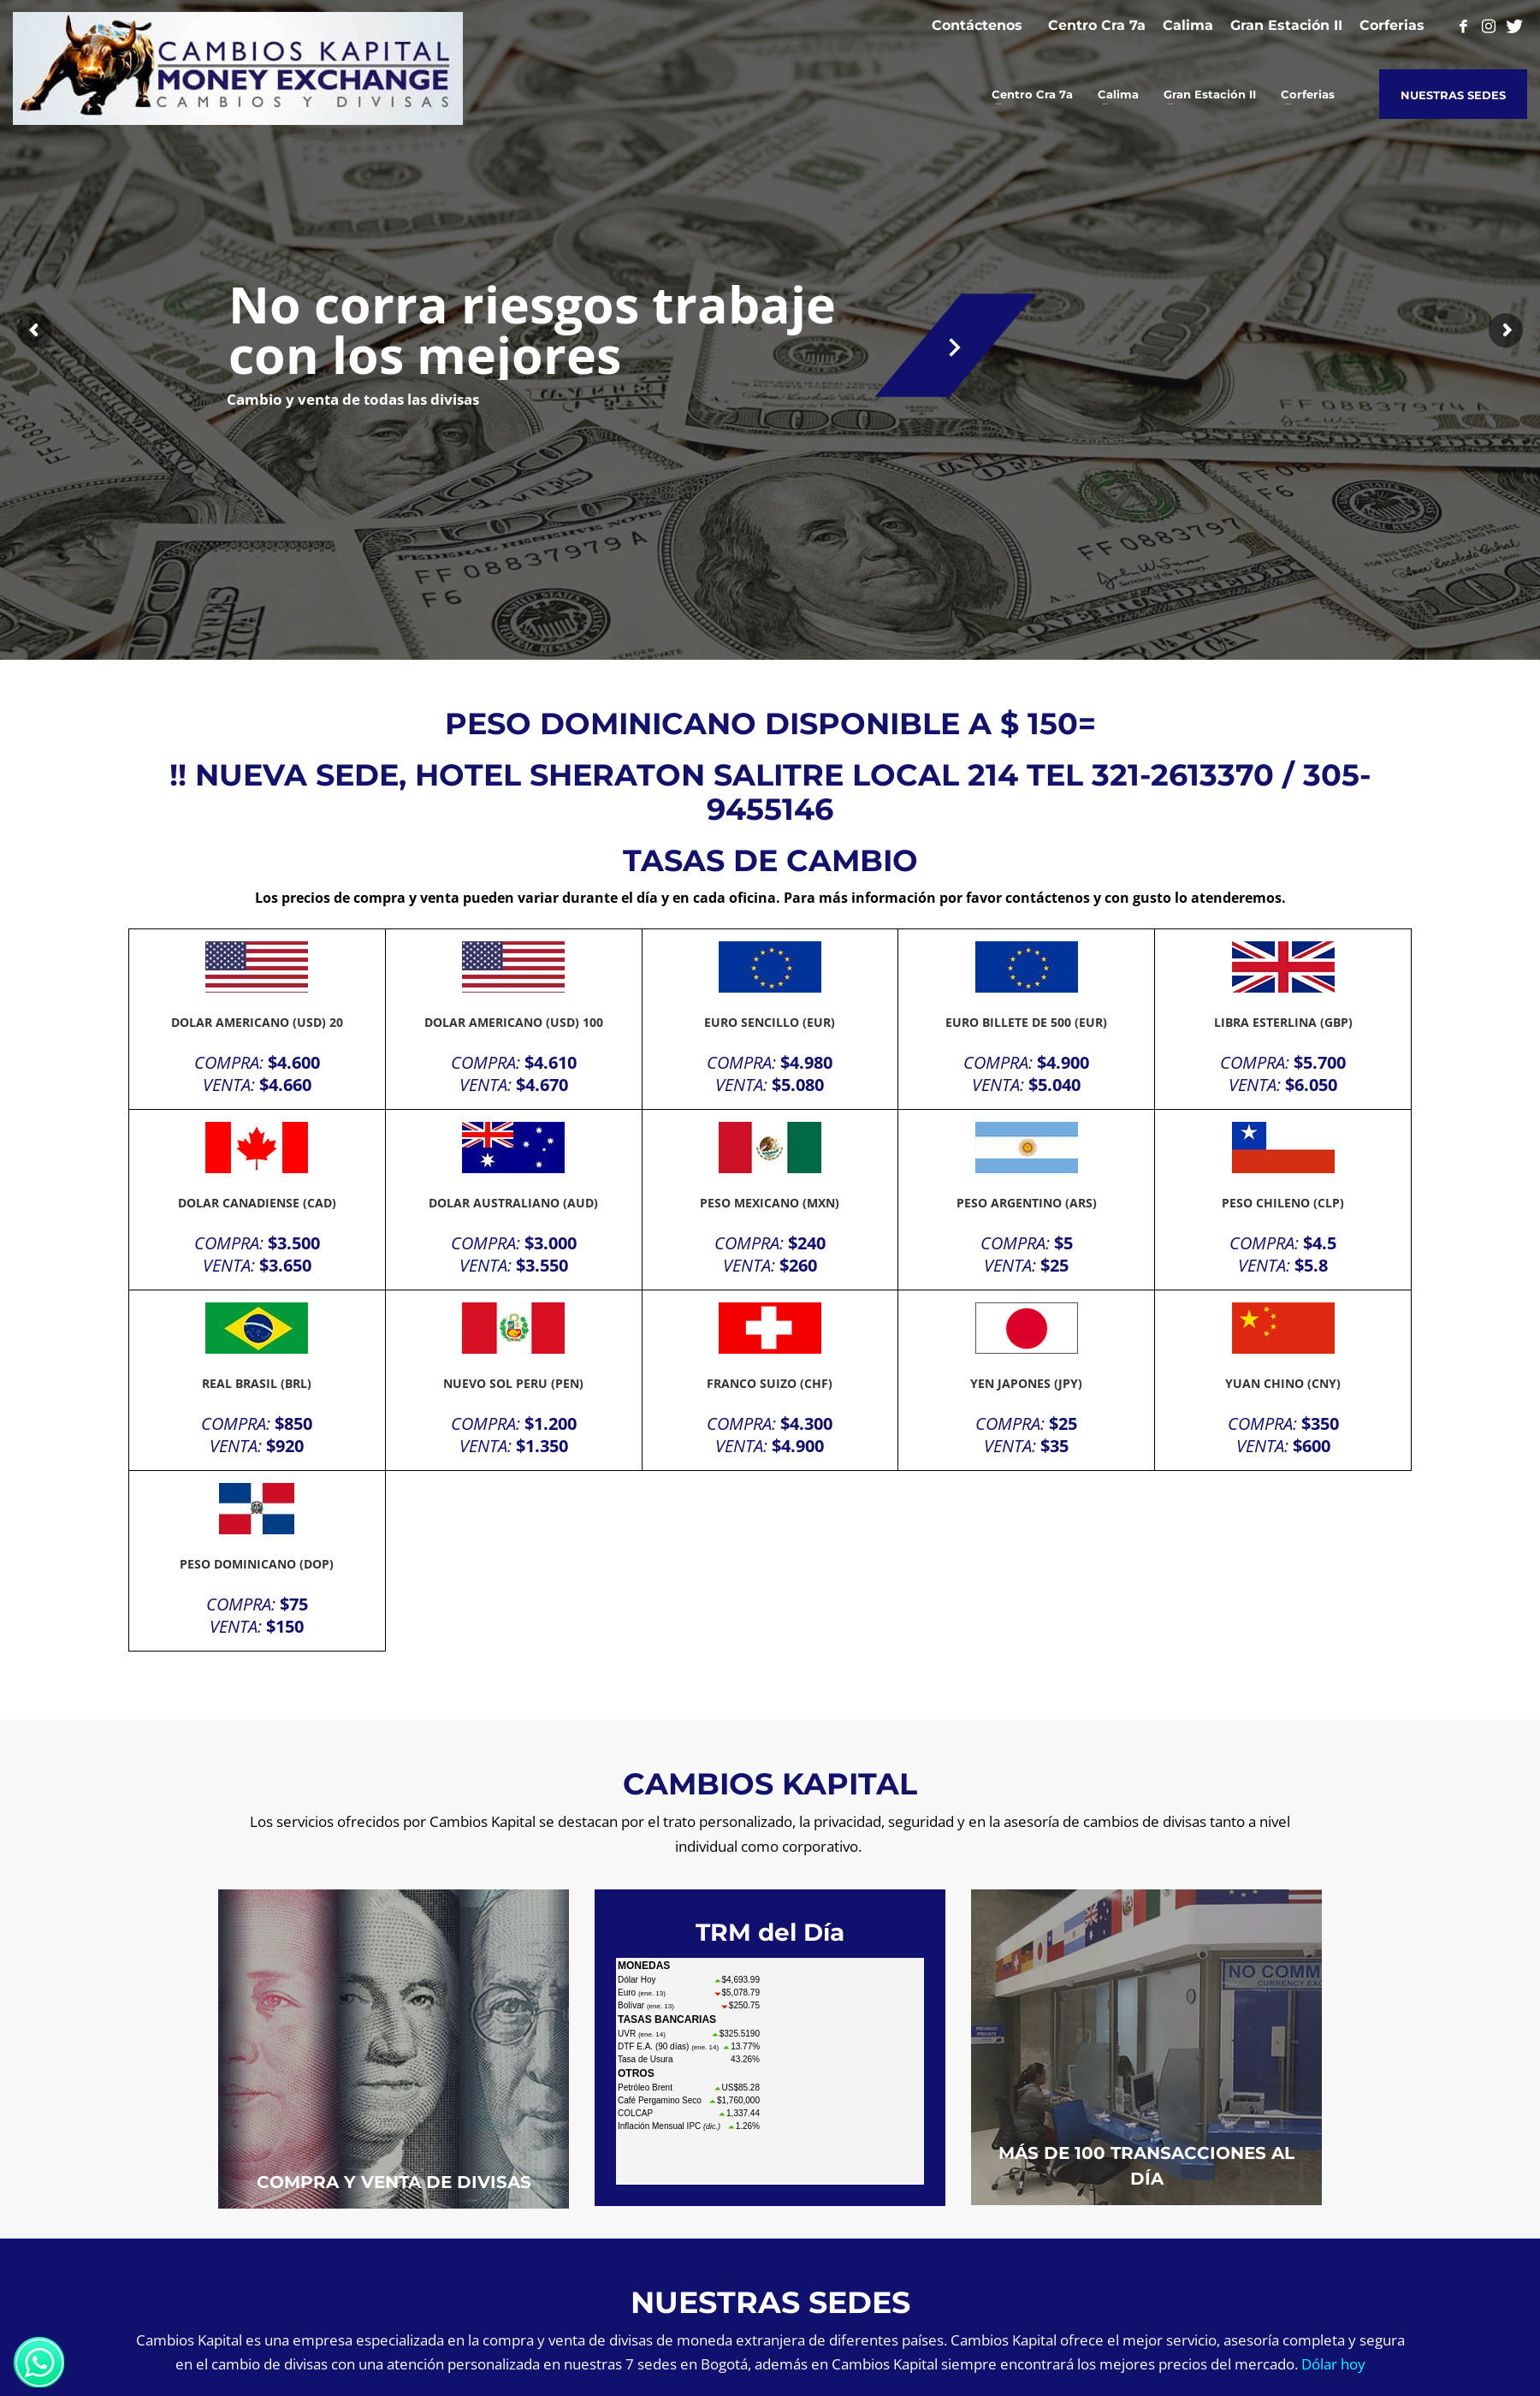 CAMBIOS KAPITAL
MONEY EXCHANGE
CAMBIOS Y DIVISAS
Contáctenos Centro Cra 7a Calima Gran Estación II Corferias
Centro Cra 7a Calima Gran Estación II Corferias NUESTRAS SEDES
No corra riesgos trabaje
con los mejores
Cambio y venta de todas las divisas
FF 08837979 A
F6
FEDERAL RESERVE NOTE
PESO DOMINICANO DISPONIBLE A $ 150=
!! NUEVA SEDE, HOTEL SHERATON SALITRE LOCAL 214 TEL 321-2613370 / 305-
9455146
TASAS DE CAMBIO
Los precios de compra y venta pueden variar durante el día y en cada oficina. Para más información por favor contáctenos y con gusto lo atenderemos.
DOLAR AMERICANO (USD) 20
COMPRA: $4.600
VENTA: $4.660
DOLAR AMERICANO (USD) 100
COMPRA: $4.610
VENTA: $4.670
EURO SENCILLO (EUR)
COMPRA: $4.980
VENTA: $5.080
EURO BILLETE DE 500 (EUR)
COMPRA: $4.900
VENTA: $5.040
LIBRA ESTERLINA (GBP)
COMPRA: $5.700
VENTA: $6.050
DOLAR CANADIENSE (CAD)
COMPRA: $3.500
VENTA: $3.650
DOLAR AUSTRALIANO (AUD)
COMPRA: $3.000
VENTA: $3.550
PESO MEXICANO (MXN)
COMPRA: $240
VENTA: $260
PESO ARGENTINO (ARS)
COMPRA: $5
VENTA: $25
PESO CHILENO (CLP)
COMPRA: $4.5
VENTA: $5.8
REAL BRASIL (BRL)
COMPRA: $850
VENTA: $920
NUEVO SOL PERU (PEN)
COMPRA: $1.200
VENTA: $1.350
FRANCO SUIZO (CHF)
COMPRA: $4.300
VENTA: $4.900
YEN JAPONES (JPY)
COMPRA: $25
VENTA: $35
YUAN CHINO (CNY)
COMPRA: $350
VENTA: $600
PESO DOMINICANO (DOP)
COMPRA: $75
VENTA: $150
CAMBIOS KAPITAL
Los servicios ofrecidos por Cambios Kapital se destacan por el trato personalizado, la privacidad, seguridad y en la asesoría de cambios de divisas tanto a nivel
individual como corporativo.
COMPRA Y VENTA DE DIVISAS
TRM del Día
MONEDAS
Dólar Hoy $4,693.99
Euro (ene. 13) $5,078.79
Bolívar (ene. 13) $250.75
TASAS BANCARIAS
UVR (ene. 14) $325.5190
DTF E.A. (90 días) (ene. 14) 13.77%
Tasa de Usura 43.26%
OTROS
Petróleo Brent US$85.28
Café Pergamino Seco $1,760,000
COLCAP 1,337.44
Inflación Mensual IPC (dic.) 1.26%
NO COMM
CURRENCY EXC
PRIVADO
PRIVATE
MÁS DE 100 TRANSACCIONES AL
DÍA
NUESTRAS SEDES
Cambios Kapital es una empresa especializada en la compra y venta de divisas de moneda extranjera de diferentes países. Cambios Kapital ofrece el mejor servicio, asesoría completa y segura
en el cambio de divisas con una atención personalizada en nuestras 7 sedes en Bogotá, además en Cambios Kapital siempre encontrará los mejores precios del mercado. Dólar hoy